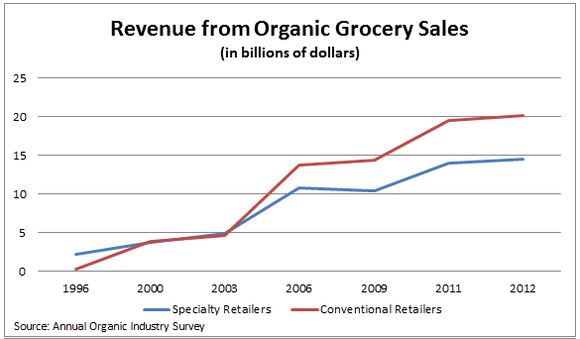 Revenue from Organic Grocery Sales
(in billions of dollars)
25
20
15
10
5
0
1996 2000 2003 2006 2009 2011 2012
Specialty Retailers Conventional Retailers
Source: Annual Organic Industry Survey